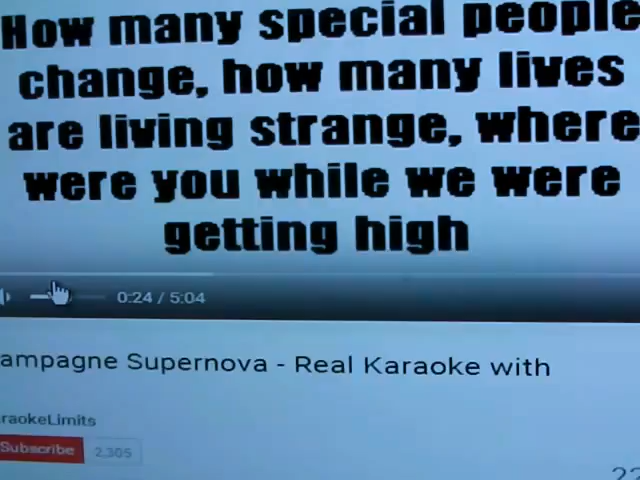 How many special people
change, how many lives
are living strange, where
were you while we were
getting high
0:24 / 5:04
ampagne Supernova - Real Karaoke with
raokeLimits
Subscribe 2,305